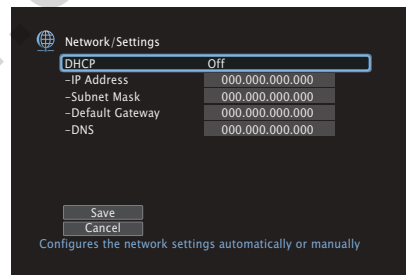 Network/Settings
DHCP Off
–IP Address 000.000.000.000
–Subnet Mask 000.000.000.000
–Default Gateway 000.000.000.000
–DNS 000.000.000.000
Save
Cancel
Configures the network settings automatically or manually